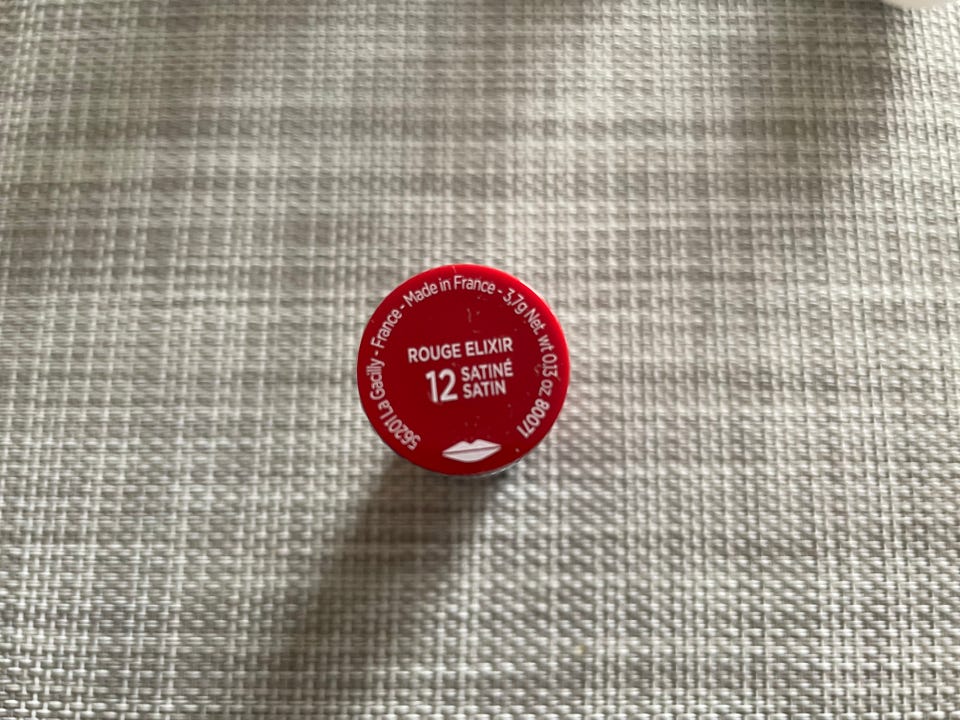 56201 La Gacilly - France - Made in France - 3,7g Net. wt 0.13 oz. 80071
ROUGE ELIXIR
12 SATINÉ
SATIN